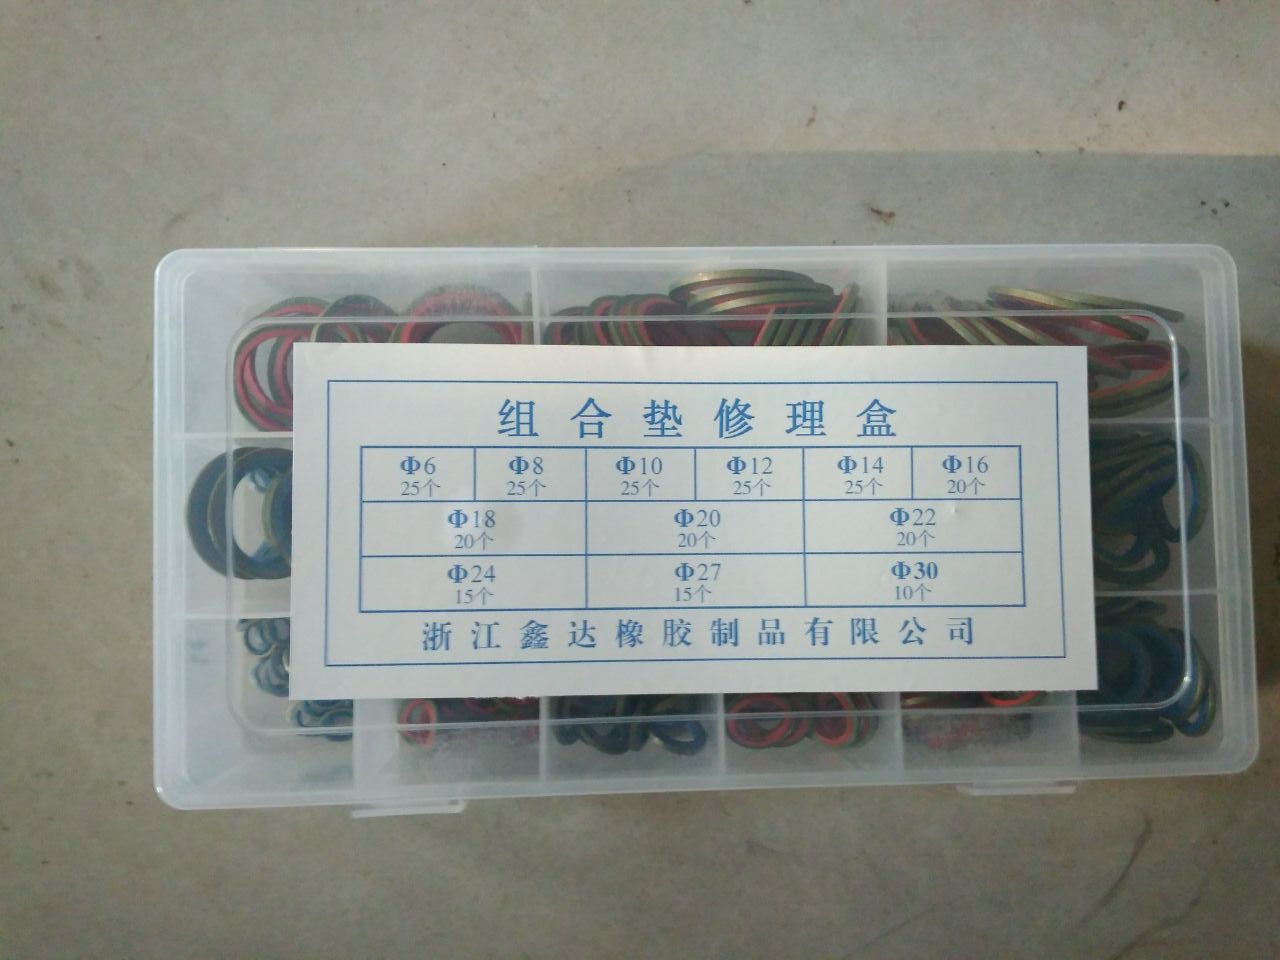 组合垫修理盒
Φ6 Φ8 Φ10 Φ12 Φ14 Φ16
25个 25个 25个 25个 25个 20个
Φ18 Φ20 Φ22
20个 20个 20个
Φ24 Φ27 Φ30
15个 15个 10个
浙江鑫达橡胶制品有限公司